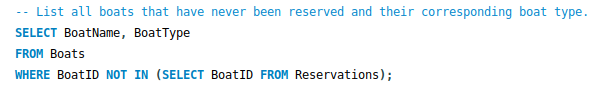 -- List all boats that have never been reserved and their corresponding boat type.
SELECT BoatName, BoatType
FROM Boats
WHERE BoatID NOT IN (SELECT BoatID FROM Reservations);